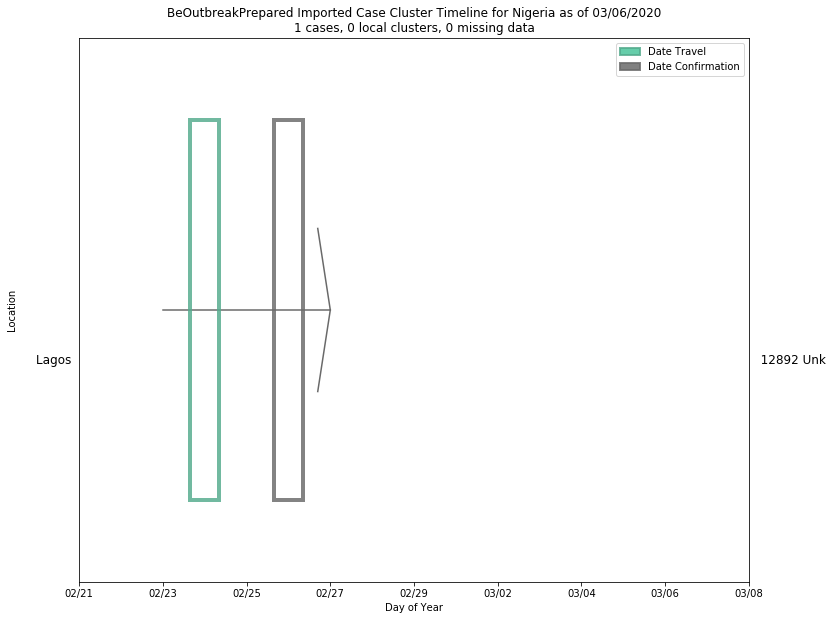 BeOutbreakPrepared Imported Case Cluster Timeline for Nigeria as of 03/06/2020
1 cases, 0 local clusters, 0 missing data
Date Travel
Date Confirmation
Location
Lagos
12892 Unk
02/21 02/23 02/25 02/27 02/29 03/02 03/04 03/06 03/08
Day of Year